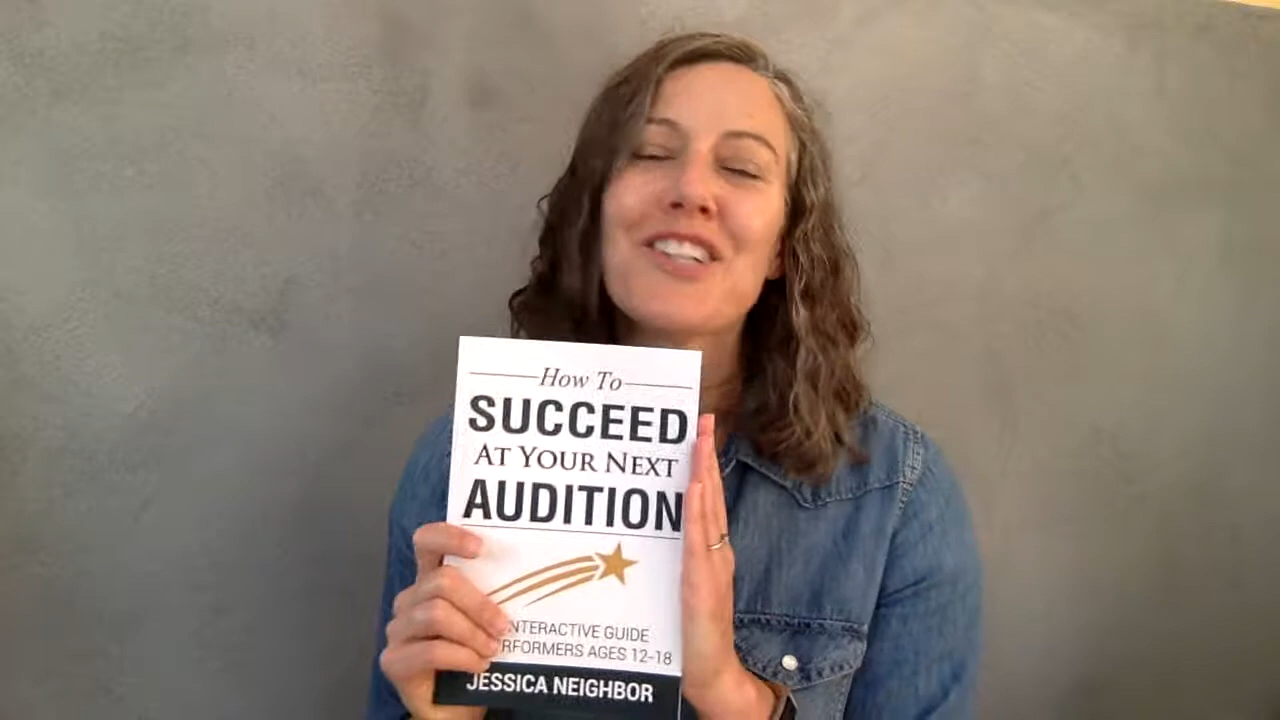 How To
SUCCEED
AT YOUR NEXT
AUDITION
INTERACTIVE GUIDE
AGES 12-18
JESSICA NEIGHBOR